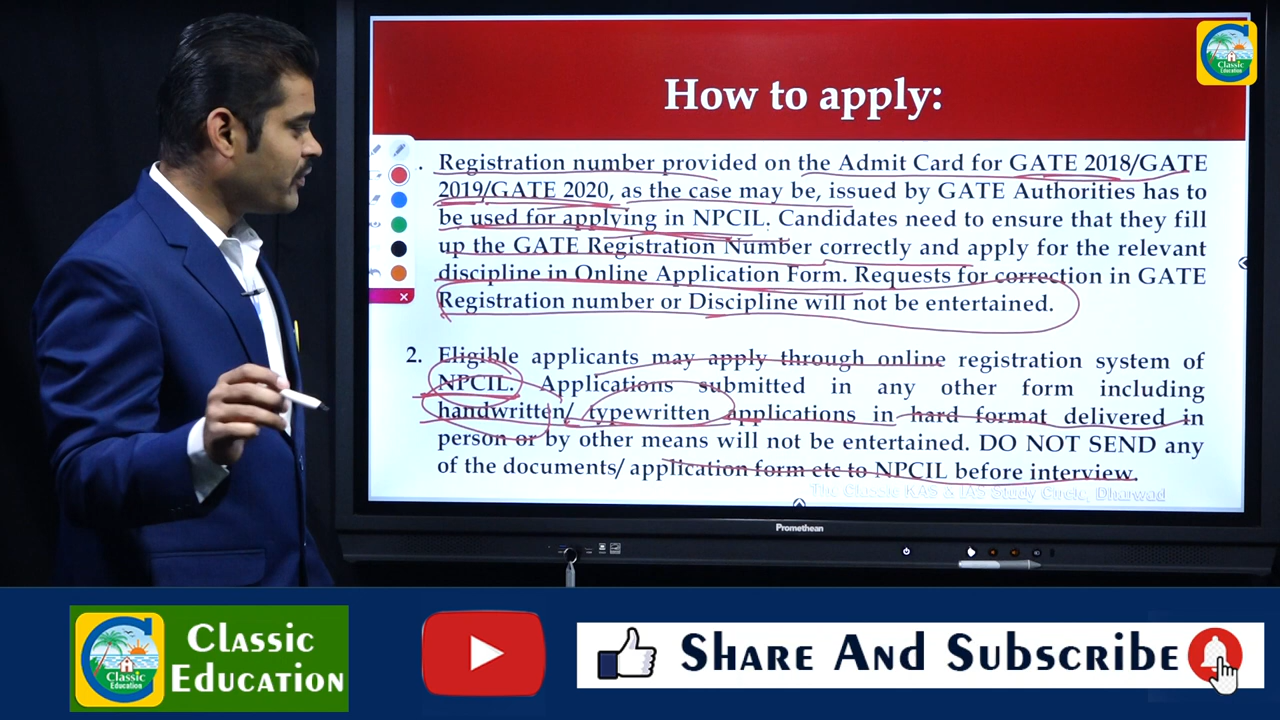 How to apply:
Classic
Education
. Registration number provided on the Admit Card for GATE 2018/GATE
2019/GATE 2020, as the case may be, issued by GATE Authorities has to
be used for applying in NPCIL. Candidates need to ensure that they fill
up the GATE Registration Number correctly and apply for the relevant
discipline in Online Application Form. Requests for correction in GATE
Registration number or Discipline will not be entertained.
2. Eligible applicants may apply through online registration system of
NPCIL. Applications submitted in any other form including
handwritten/ typewritten applications in hard format delivered in
person or by other means will not be entertained. DO NOT SEND any
of the documents/ application form etc to NPCIL before interview.
The Classic KAS & IAS Study Circle, Dharwad
Promethean
Classic
Education
Classic
Education
Share And Subscribe